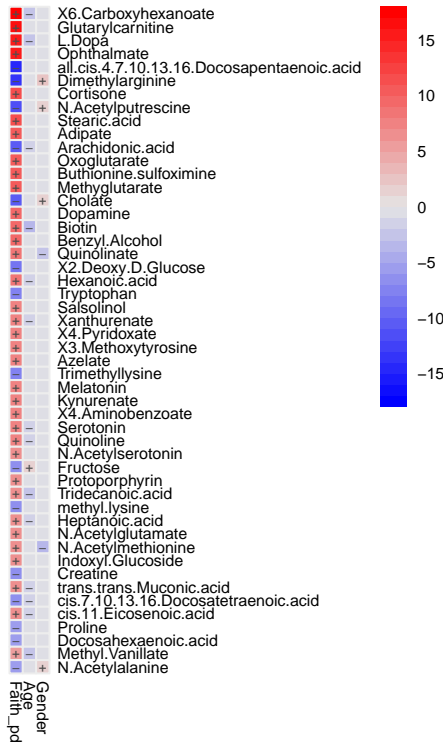 X6.Carboxyhexanoate
Glutarylcarnitine
L.Dopa
Ophthalmate
all.cis.4.7.10.13.16.Docosapentaenoic.acid
Dimethylarginine
Cortisone
N.Acetylputrescine
Stearic.acid
Adipate
Arachidonic.acid
Oxoglutarate
Buthionine.sulfoximine
Methyglutarate
Cholate
Dopamine
Biotin
Benzyl.Alcohol
Quinolinate
X2.Deoxy.D.Glucose
Hexanoic.acid
Tryptophan
Salsolinol
Xanthurenate
X4.Pyridoxate
X3.Methoxytyrosine
Azelate
Trimethyllysine
Melatonin
Kynurenate
X4.Aminobenzoate
Serotonin
Quinoline
N.Acetylserotonin
Fructose
Protoporphyrin
Tridecanoic.acid
methyl.lysine
Heptanoic.acid
N.Acetylglutamate
N.Acetylmethionine
Indoxyl.Glucoside
Creatine
trans.trans.Muconic.acid
cis.7.10.13.16.Docosatetraenoic.acid
cis.11.Eicosenoic.acid
Proline
Docosahexaenoic.acid
Methyl.Vanillate
N.Acetylalanine
Faith_pd
Age
Gender
15
10
5
0
−5
−10
−15